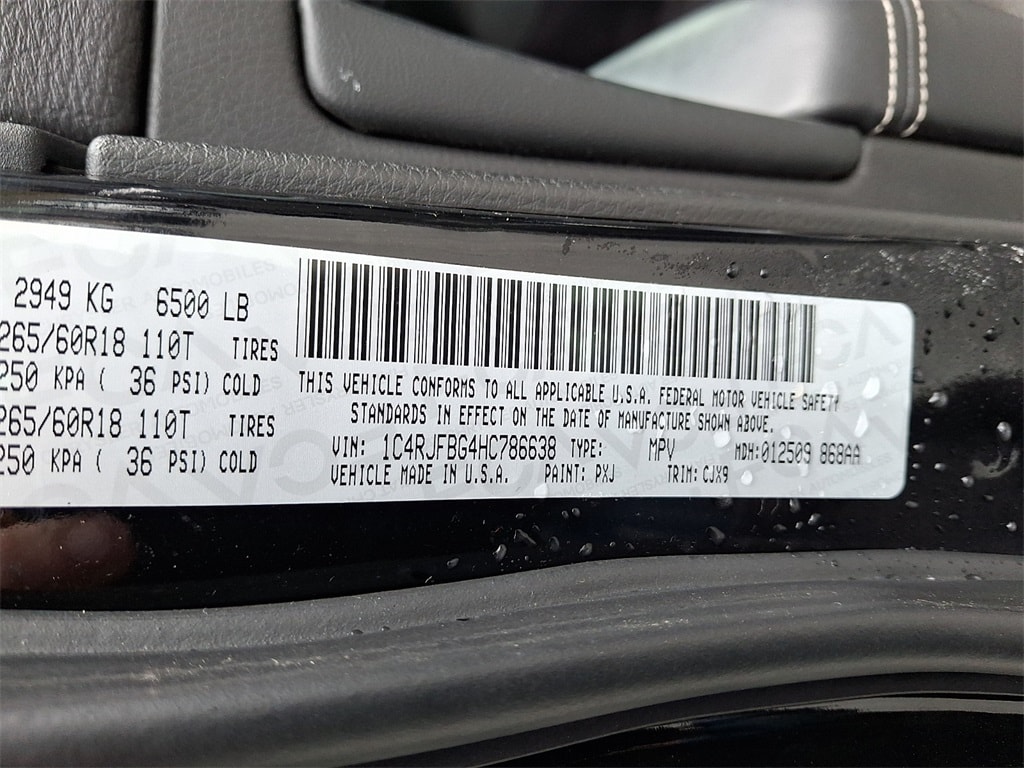 2949 KG 6500 LB
265/60R18 110T TIRES
250 KPA ( 36 PSI) COLD
265/60R18 110T TIRES
250 KPA ( 36 PSI) COLD
THIS VEHICLE CONFORMS TO ALL APPLICABLE U.S.A. FEDERAL MOTOR VEHICLE SAFETY
STANDARDS IN EFFECT ON THE DATE OF MANUFACTURE SHOWN ABOVE.
VIN: 1C4RJFBG4HC786638 TYPE: MPV MDH:012509 868AA
VEHICLE MADE IN U.S.A. PAINT: PXJ TRIM: CJX9